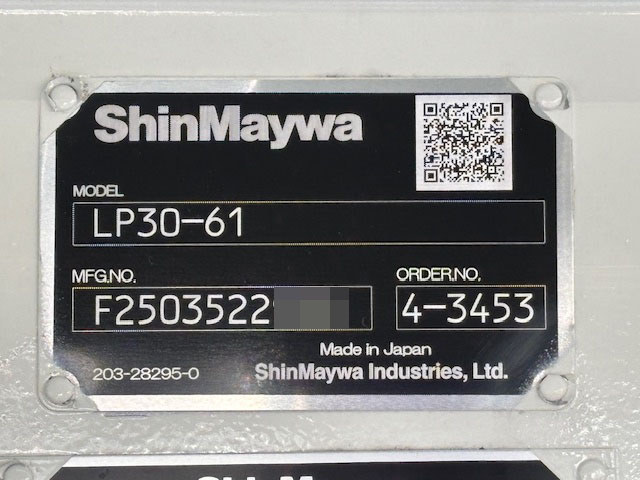 ShinMaywa
MODEL
LP30-61
MFG.NO.
F2503522
ORDER.NO.
4-3453
Made in Japan
203-28295-0
ShinMaywa Industries, Ltd.